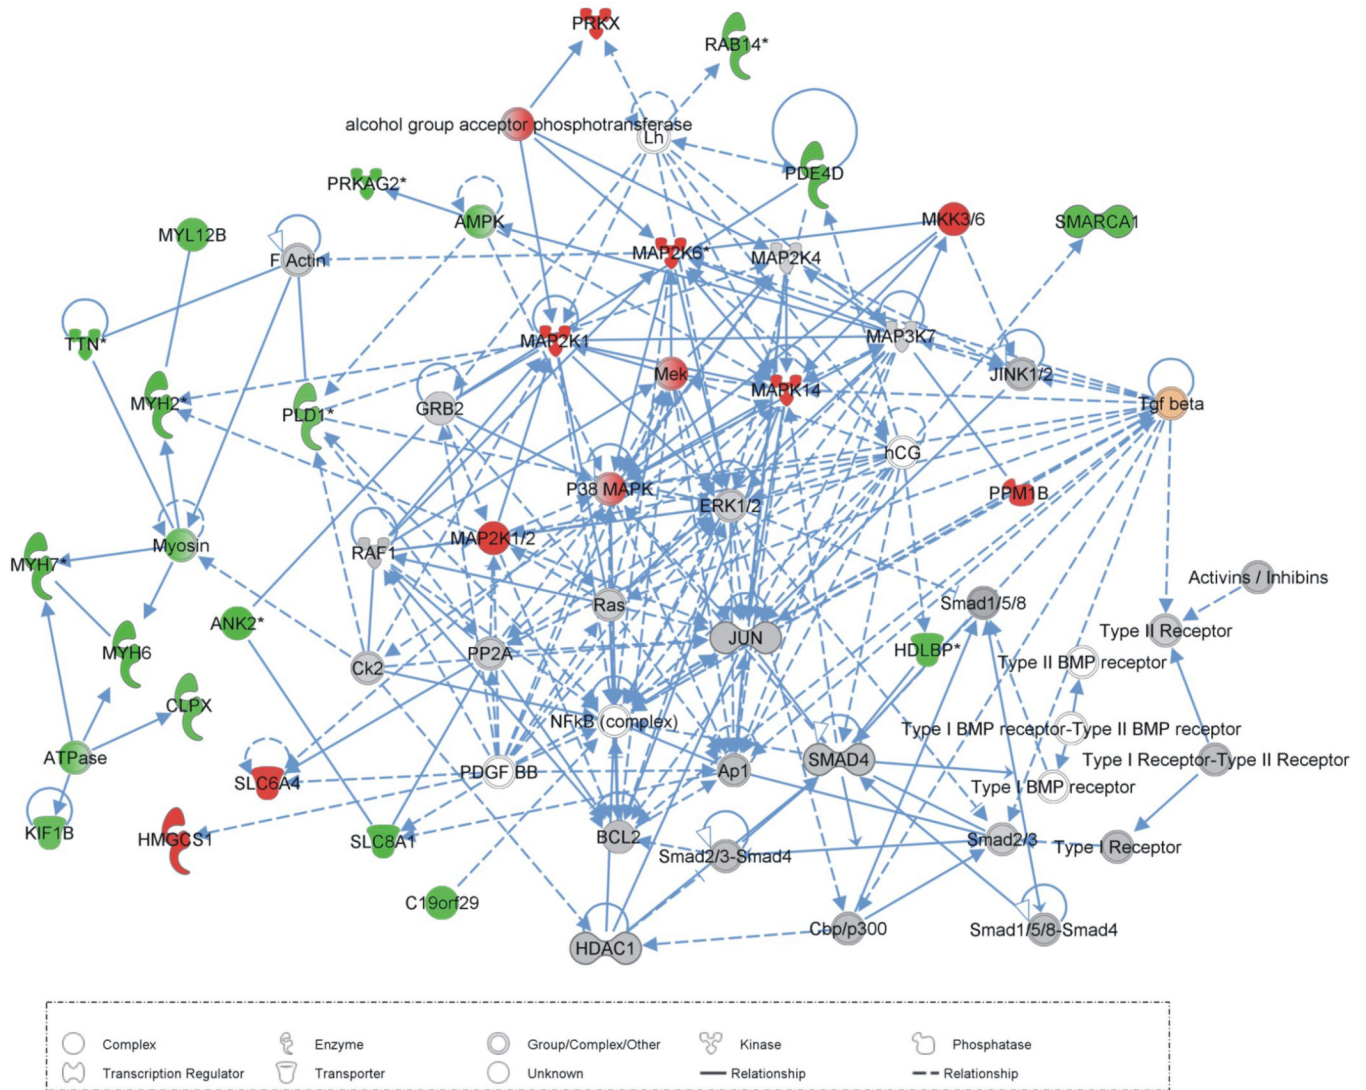 PRKX
RAB14*
alcohol group acceptor phosphotransferase
Lh
PRKAG2*
PDE4D
AMPK
MYL12B
MKK3/6
SMARCA1
F Actin
MAP2K6*
MAP2K4
TTN*
MAP2K1
MAP3K7
Mek
JINK1/2
MAPK14
MYH2*
PLD1*
GRB2
Tgf beta
hCG
P38 MAPK
ERK1/2
PPM1B
Myosin
RAF1
MAP2K1/2
MYH7*
Activins / Inhibins
Ras
Smad1/5/8
ANK2*
Type II Receptor
JUN
MYH6
Ck2
PP2A
HDLBP*
Type II BMP receptor
CLPX
NFkB (complex)
Type I BMP receptor-Type II BMP receptor
ATPase
SLC6A4
PDGF BB
Ap1
SMAD4
Type I Receptor-Type II Receptor
Type I BMP receptor
KIF1B
HMGCS1
SLC8A1
BCL2
Smad2/3-Smad4
Smad2/3
Type I Receptor
C19orf29
HDAC1
Cbp/p300
Smad1/5/8-Smad4
Complex
Enzyme
Group/Complex/Other
Kinase
Phosphatase
Transcription Regulator
Transporter
Unknown
Relationship
Relationship